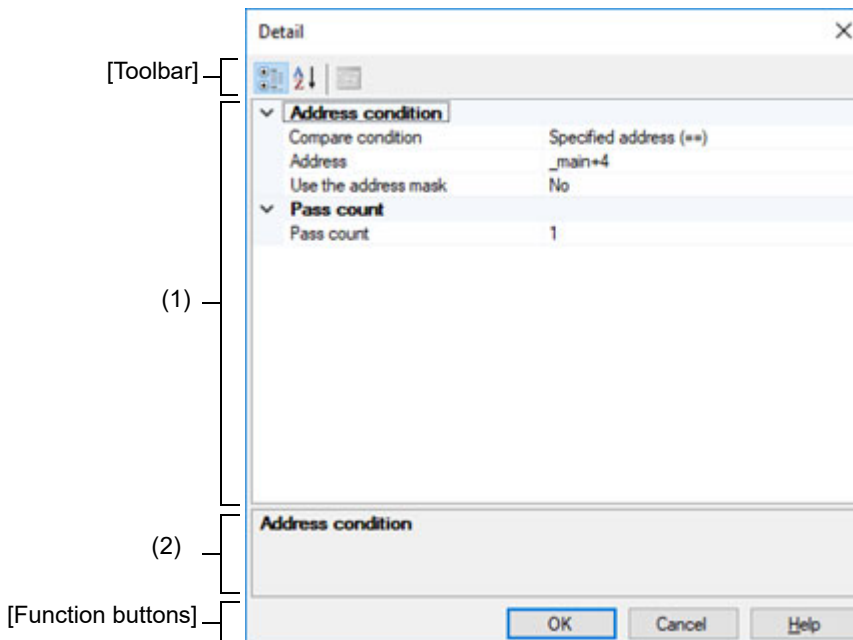 Detail
[Toolbar]
Address condition
Compare condition Specified address (==)
Address _main+4
Use the address mask No
Pass count
Pass count 1
(1)
Address condition
(2)
[Function buttons]
OK Cancel Help